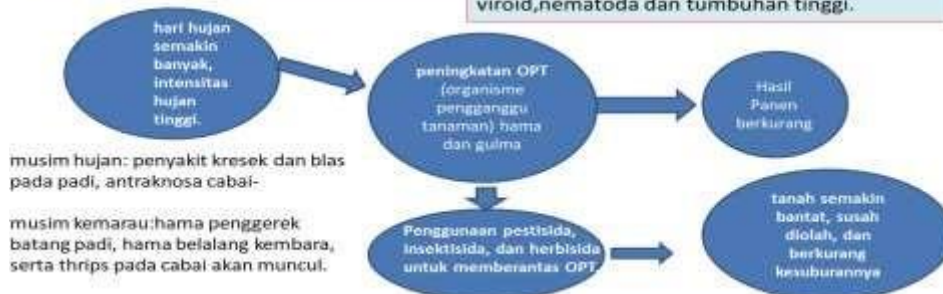 viroid,nematoda dan tumbuhan tinggi.
hari hujan
semakin
banyak,
intensitas
hujan
tinggi.
peningkatan OPT
(organisme
pengganggu
tanaman) hama
dan gulma
Hasil
Panen
berkurang
musim hujan: penyakit kresek dan blas
pada padi, antraknosa cabai-
musim kemarau:hama penggerek
batang padi, hama belalang kembara,
serta thrips pada cabai akan muncul.
Penggunaan pestisida,
insektisida, dan herbisida
untuk memberantas OPT
tanah semakin
bantat, susah
diolah, dan
berkurang
kesuburannya